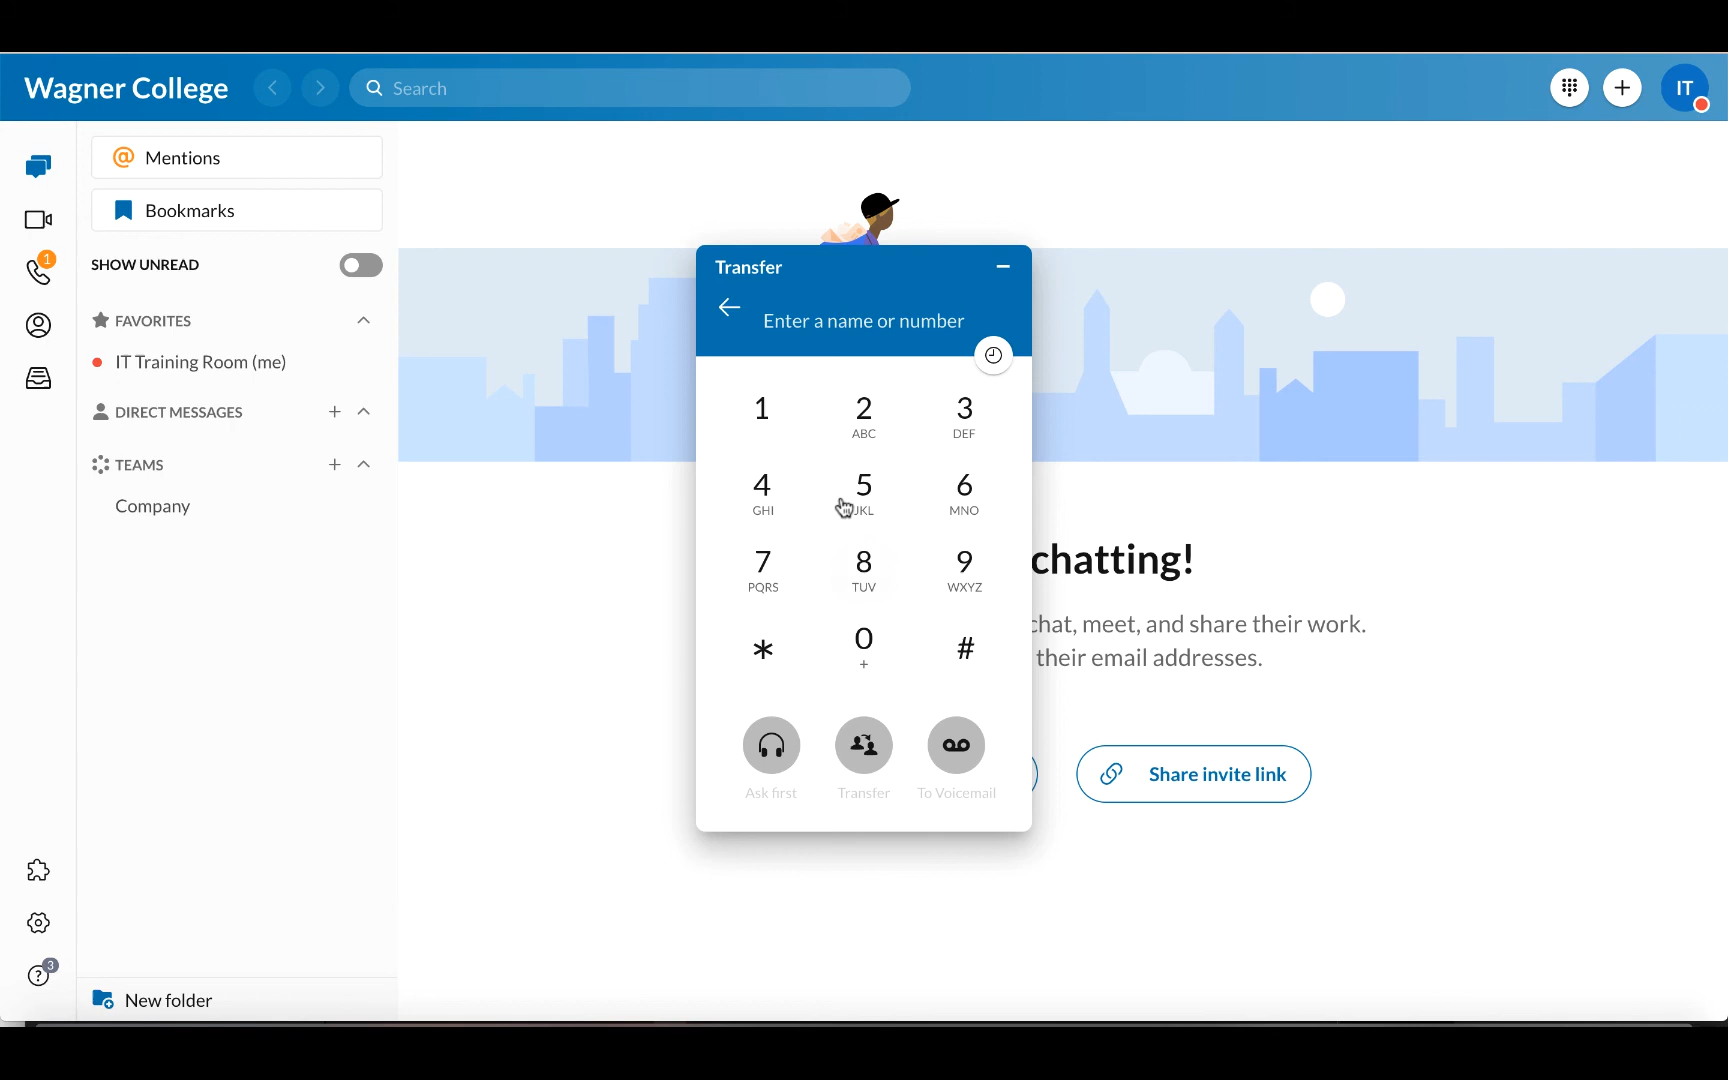 Wagner College
Search
IT
Mentions
Bookmarks
SHOW UNREAD
1
FAVORITES
IT Training Room (me)
DIRECT MESSAGES
TEAMS
Company
3
New folder
Transfer
Enter a name or number
1 2 3
ABC DEF
4 5 6
GHI JKL MNO
7 8 9
PQRS TUV WXYZ
* 0 #
+
Ask first Transfer To Voicemail
chatting!
chat, meet, and share their work.
their email addresses.
Share invite link